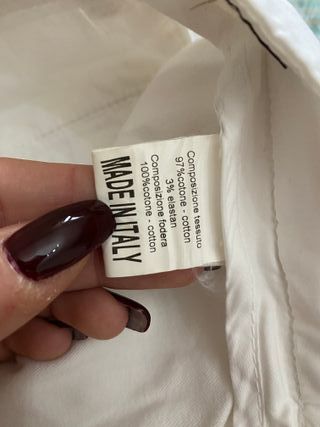 Composizione tessuto
97%cotone - cotton
3% elastan
Composizione fodera
100%cotone - cotton
MADE IN ITALY